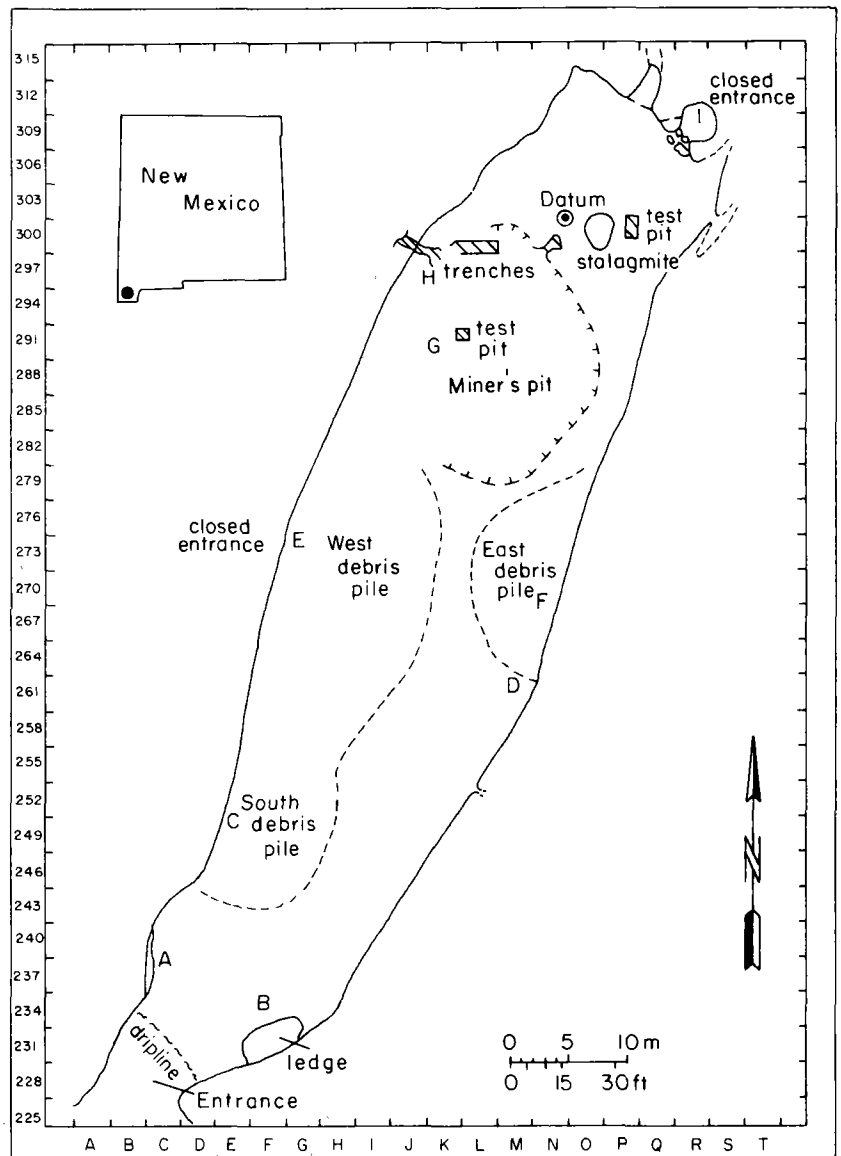 315
312
309
306
303
300
297
294
291
288
285
282
279
276
273
270
267
264
261
258
255
252
249
246
243
240
237
234
231
228
225
New
Mexico
closed
entrance
I
Datum
test
pit
stalagmite
H trenches
G
test
pit
Miner's pit
closed
entrance
E
West
debris
pile
East
debris
pile F
D
C
South
debris
pile
A
B
ledge
dripline
Entrance
N
0 5 10 m
0 15 30 ft
A B C D E F G H I J K L M N O P Q R S T